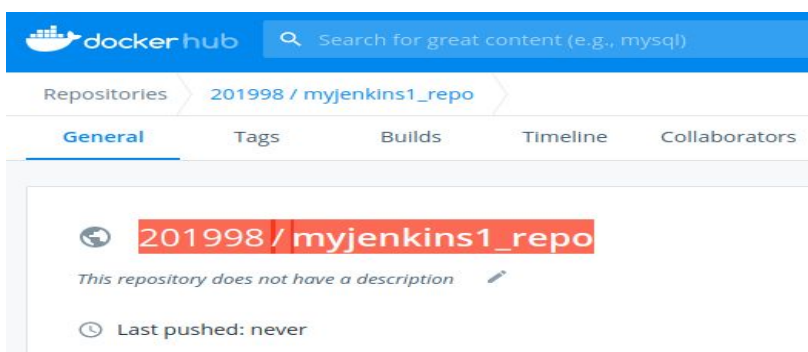 docker hub Search for great content (e.g., mysql)
Repositories 201998 / myjenkins1_repo
General Tags Builds Timeline Collaborators
201998 / myjenkins1_repo
This repository does not have a description
Last pushed: never